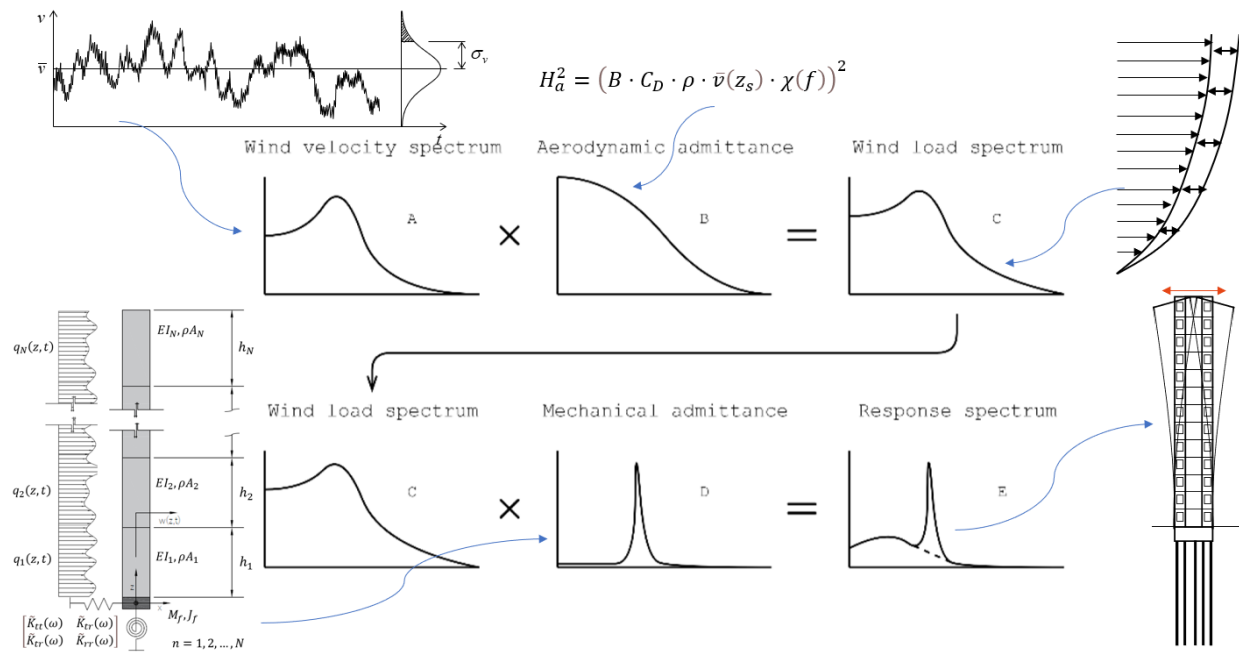 v
v̄
σ_v
t
H_a^2 = (B · C_D · ρ · v̄(z_s) · χ(f))^2
Wind velocity spectrum
Aerodynamic admittance
Wind load spectrum
A
×
B
=
C
q_N(z,t)
EI_N, ρA_N
h_N
Wind load spectrum
Mechanical admittance
Response spectrum
C
×
D
=
E
q_2(z,t)
EI_2, ρA_2
h_2
w(z,t)
q_1(z,t)
EI_1, ρA_1
h_1
z
x
M_f, J_f
[K̃_tt(ω) K̃_tr(ω)]
[K̃_tr(ω) K̃_rr(ω)]
n = 1,2, …, N